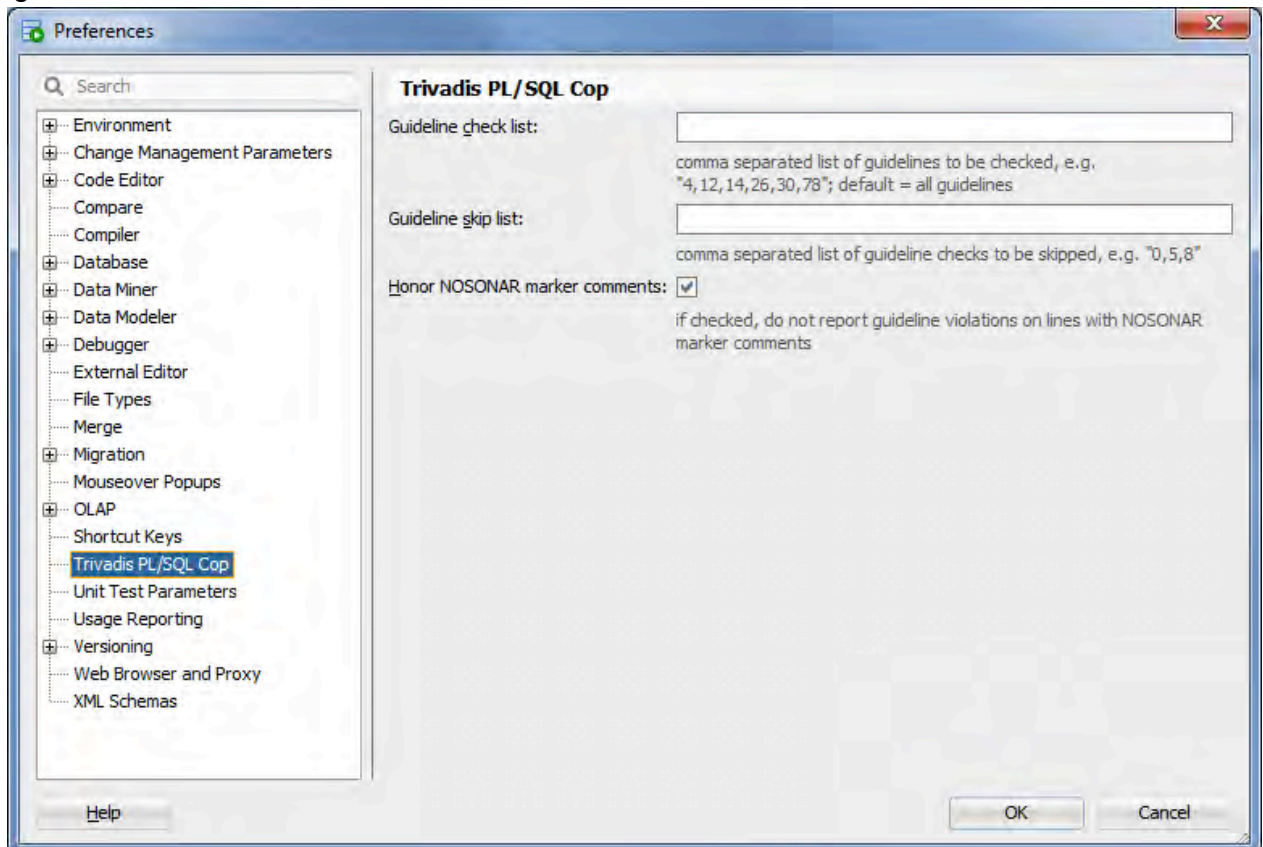 Preferences
X
Search
Environment
Change Management Parameters
Code Editor
Compare
Compiler
Database
Data Miner
Data Modeler
Debugger
External Editor
File Types
Merge
Migration
Mouseover Popups
OLAP
Shortcut Keys
Trivadis PL/SQL Cop
Unit Test Parameters
Usage Reporting
Versioning
Web Browser and Proxy
XML Schemas
Trivadis PL/SQL Cop
Guideline check list:
comma separated list of guidelines to be checked, e.g.
"4,12,14,26,30,78"; default = all guidelines
Guideline skip list:
comma separated list of guideline checks to be skipped, e.g. "0,5,8"
Honor NOSONAR marker comments:
if checked, do not report guideline violations on lines with NOSONAR
marker comments
Help
OK
Cancel